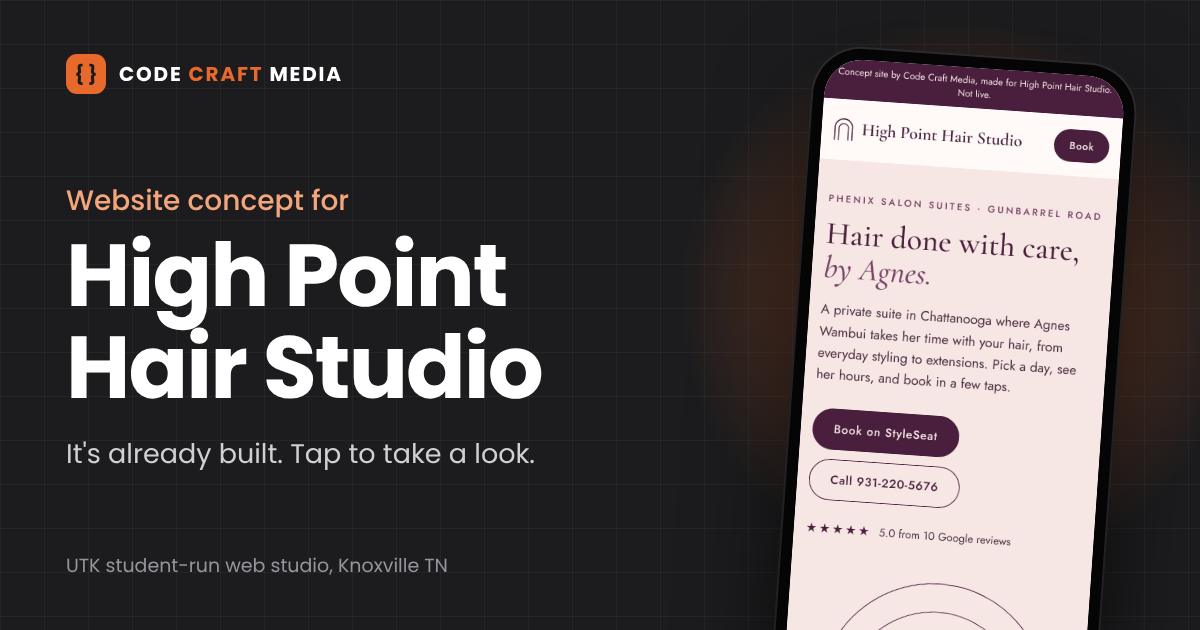 { } CODE CRAFT MEDIA
Website concept for
High Point
Hair Studio
It's already built. Tap to take a look.
UTK student-run web studio, Knoxville TN
Concept site by Code Craft Media, made for High Point Hair Studio.
Not live.
High Point Hair Studio
Book
PHENIX SALON SUITES · GUNBARREL ROAD
Hair done with care,
by Agnes.
A private suite in Chattanooga where Agnes
Wambui takes her time with your hair, from
everyday styling to extensions. Pick a day, see
her hours, and book in a few taps.
Book on StyleSeat
Call 931-220-5676
★★★★★ 5.0 from 10 Google reviews